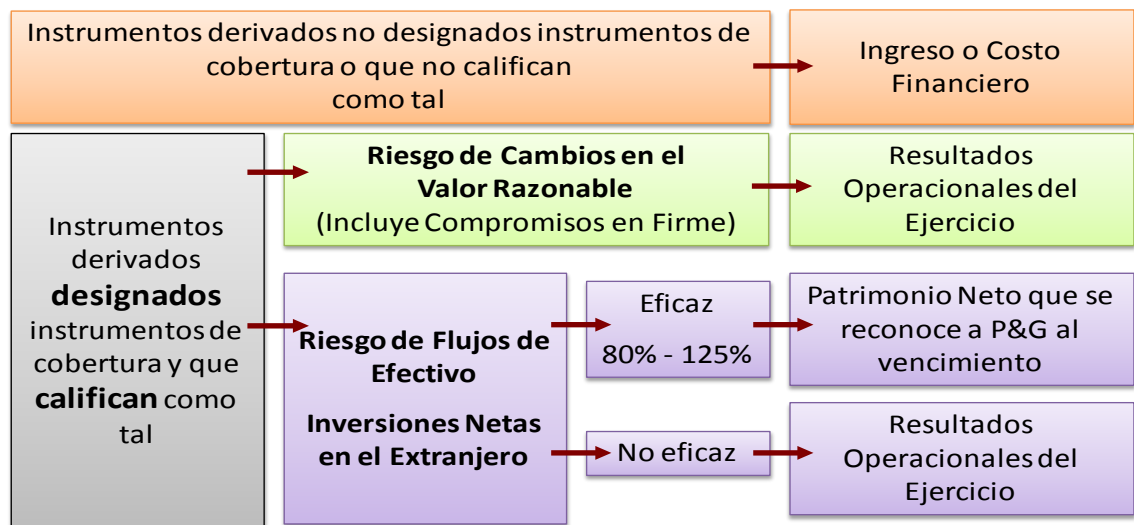 Instrumentos derivados no designados instrumentos de
cobertura o que no califican
como tal
Ingreso o Costo
Financiero
Instrumentos
derivados
designados
instrumentos de
cobertura y que
califican como
tal
Riesgo de Cambios en el
Valor Razonable
(Incluye Compromisos en Firme)
Resultados
Operacionales del
Ejercicio
Riesgo de Flujos de
Efectivo
Inversiones Netas
en el Extranjero
Eficaz
80% - 125%
Patrimonio Neto que se
reconoce a P&G al
vencimiento
No eficaz
Resultados
Operacionales del
Ejercicio